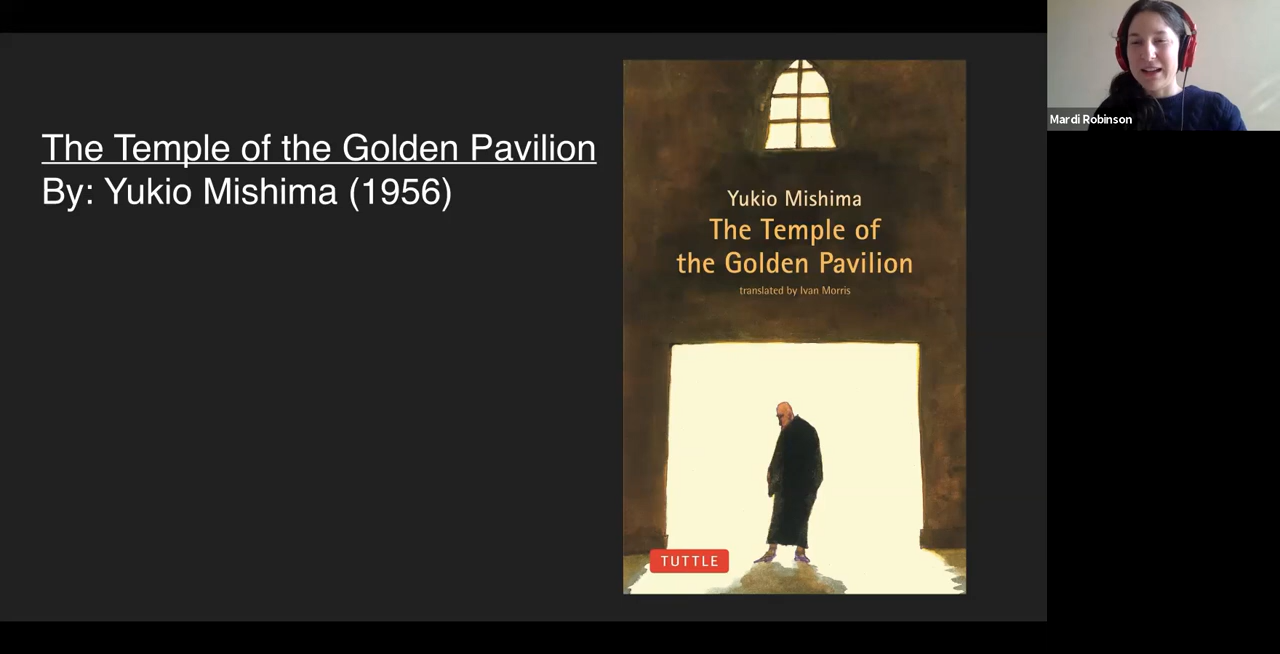 The Temple of the Golden Pavilion
By: Yukio Mishima (1956)
Yukio Mishima
The Temple of
the Golden Pavilion
translated by Ivan Morris
TUTTLE
Mardi Robinson